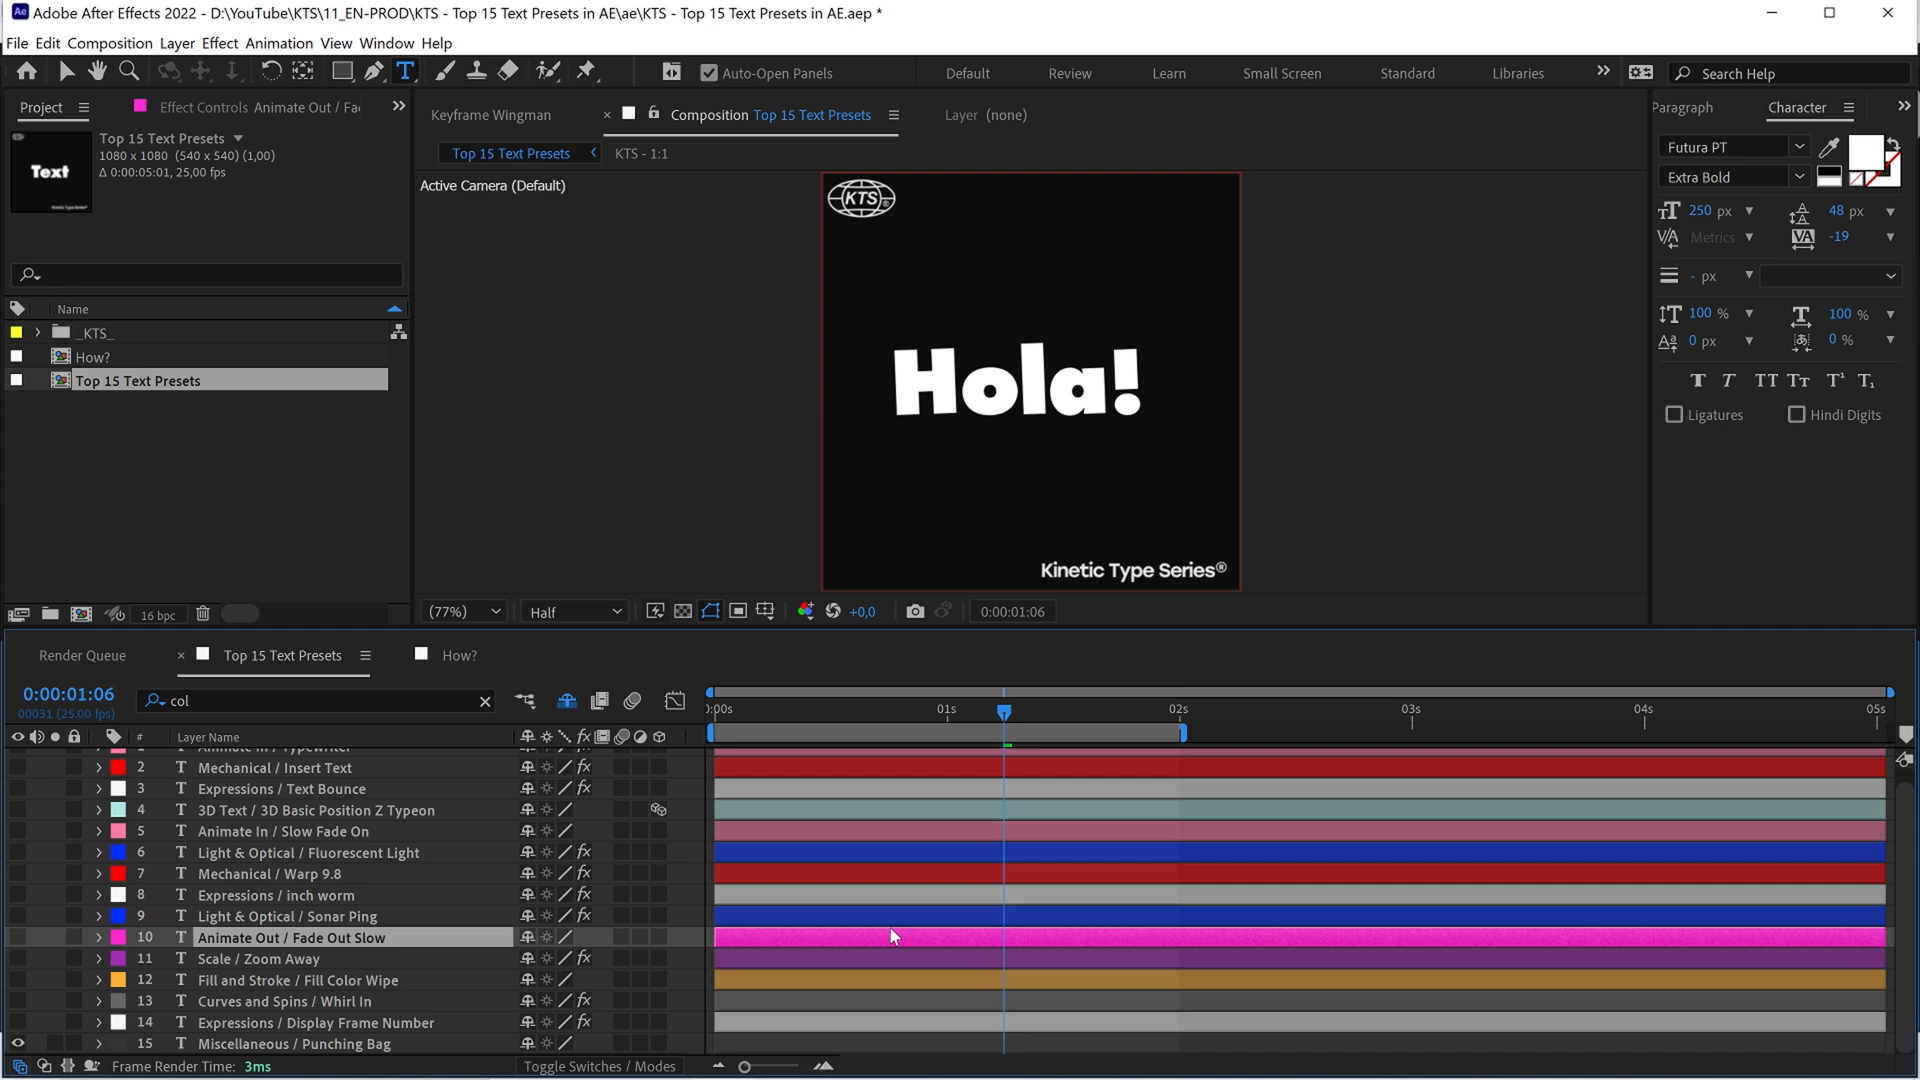 Ae Adobe After Effects 2022 - D:\YouTube\KTS\11_EN-PROD\KTS - Top 15 Text Presets in AE\ae\KTS - Top 15 Text Presets in AE.aep *
File Edit Composition Layer Effect Animation View Window Help
Auto-Open Panels
Default Review Learn Small Screen Standard Libraries
Search Help
Project
Effect Controls Animate Out / Fa
Top 15 Text Presets
1080 x 1080 (540 x 540) (1,00)
Δ 0:00:05:01, 25,00 fps
Text
Name
_KTS_
How?
Top 15 Text Presets
16 bpc
Keyframe Wingman
Composition Top 15 Text Presets
Layer (none)
Top 15 Text Presets
KTS - 1:1
Active Camera (Default)
KTS®
Hola!
Kinetic Type Series®
(77%)
Half
+0,0
0:00:01:06
Paragraph
Character
Futura PT
Extra Bold
250 px
48 px
Metrics
-19
- px
100 %
100 %
0 px
0 %
Ligatures
Hindi Digits
Render Queue
Top 15 Text Presets
How?
0:00:01:06
00031 (25.00 fps)
col
:00s 01s 02s 03s 04s 05s
# Layer Name
1 Animate In / Typewriter
2 T Mechanical / Insert Text
3 T Expressions / Text Bounce
4 T 3D Text / 3D Basic Position Z Typeon
5 T Animate In / Slow Fade On
6 T Light & Optical / Fluorescent Light
7 T Mechanical / Warp 9.8
8 T Expressions / inch worm
9 T Light & Optical / Sonar Ping
10 T Animate Out / Fade Out Slow
11 T Scale / Zoom Away
12 T Fill and Stroke / Fill Color Wipe
13 T Curves and Spins / Whirl In
14 T Expressions / Display Frame Number
15 T Miscellaneous / Punching Bag
Frame Render Time: 3ms
Toggle Switches / Modes